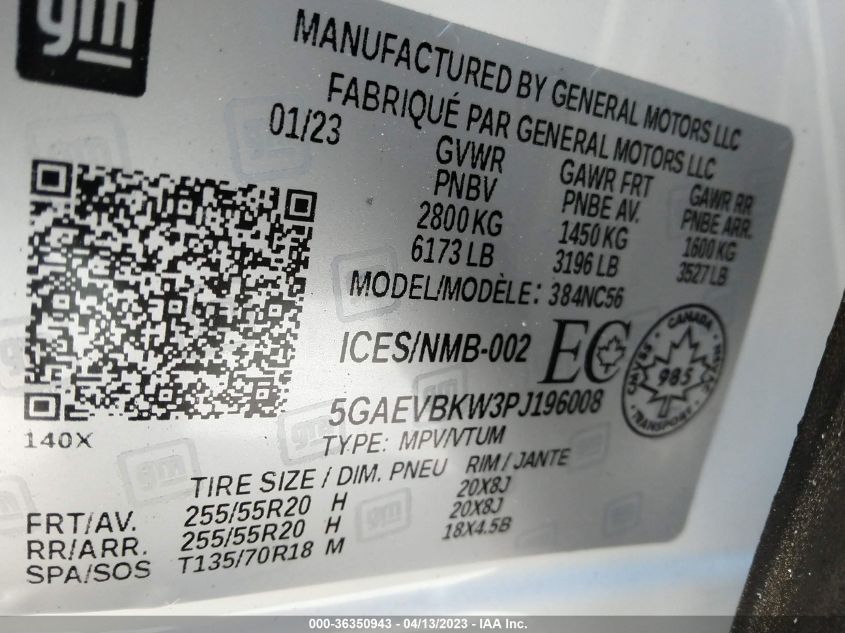 gm
MANUFACTURED BY GENERAL MOTORS LLC
FABRIQUÉ PAR GENERAL MOTORS LLC
01/23
GVWR GAWR FRT GAWR RR
PNBV PNBE AV. PNBE ARR.
2800 KG 1450 KG 1600 KG
6173 LB 3196 LB 3527 LB
MODEL/MODÈLE: 384NC56
ICES/NMB-002 EC
CANADA
985
TRANSPORT
5GAEVBKW3PJ196008
140X
TYPE: MPV/VTUM
TIRE SIZE / DIM. PNEU RIM / JANTE
FRT/AV. 255/55R20 H 20X8J
RR/ARR. 255/55R20 H 20X8J
SPA/SOS T135/70R18 M 18X4.5B
000-36350943 - 04/13/2023 - IAA Inc.